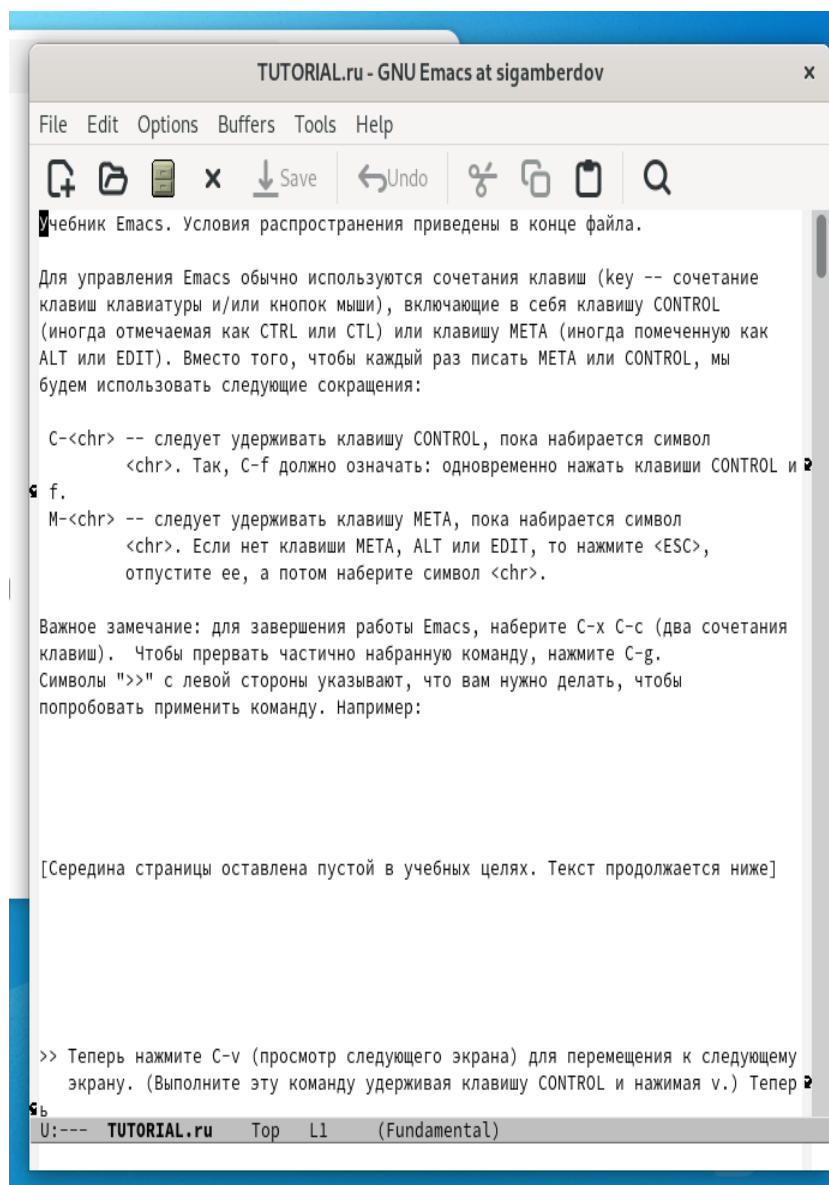 TUTORIAL.ru - GNU Emacs at sigamberdov x
File Edit Options Buffers Tools Help
Save Undo
Учебник Emacs. Условия распространения приведены в конце файла.
Для управления Emacs обычно используются сочетания клавиш (key -- сочетание
клавиш клавиатуры и/или кнопок мыши), включающие в себя клавишу CONTROL
(иногда отмечаемая как CTRL или CTL) или клавишу META (иногда помеченную как
ALT или EDIT). Вместо того, чтобы каждый раз писать META или CONTROL, мы
будем использовать следующие сокращения:
C-<chr> -- следует удерживать клавишу CONTROL, пока набирается символ
<chr>. Так, C-f должно означать: одновременно нажать клавиши CONTROL и
f.
M-<chr> -- следует удерживать клавишу META, пока набирается символ
<chr>. Если нет клавиши META, ALT или EDIT, то нажмите <ESC>,
отпустите ее, а потом наберите символ <chr>.
Важное замечание: для завершения работы Emacs, наберите C-x C-c (два сочетания
клавиш).  Чтобы прервать частично набранную команду, нажмите C-g.
Символы ">>" с левой стороны указывают, что вам нужно делать, чтобы
попробовать применить команду. Например:
[Середина страницы оставлена пустой в учебных целях. Текст продолжается ниже]
>> Теперь нажмите C-v (просмотр следующего экрана) для перемещения к следующему
экрану. (Выполните эту команду удерживая клавишу CONTROL и нажимая v.) Тепер
ь
U:--- TUTORIAL.ru Top L1 (Fundamental)